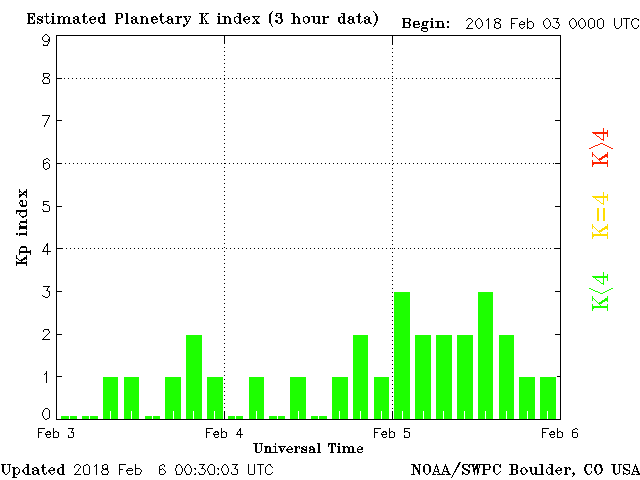 Estimated Planetary K index (3 hour data)
Begin: 2018 Feb 03 0000 UTC
9
8
7
6
5
4
3
2
1
0
Kp index
K>4
K=4
K<4
Feb 3
Feb 4
Feb 5
Feb 6
Universal Time
Updated 2018 Feb 6 00:30:03 UTC
NOAA/SWPC Boulder, CO USA